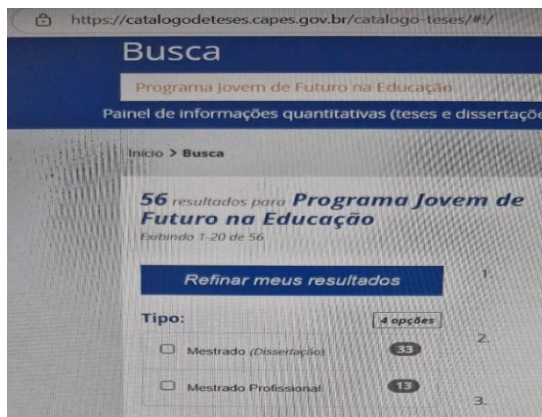 https://catalogodeteses.capes.gov.br/catalogo-teses/#!/
Busca
Programa Jovem de Futuro na Educação
Painel de informações quantitativas (teses e dissertaçõe
Início > Busca
56 resultados para Programa Jovem de
Futuro na Educação
Exibindo 1-20 de 56
Refinar meus resultados
1.
Tipo:
4 opções
Mestrado (Dissertação)
33
2.
Mestrado Profissional
13
3.